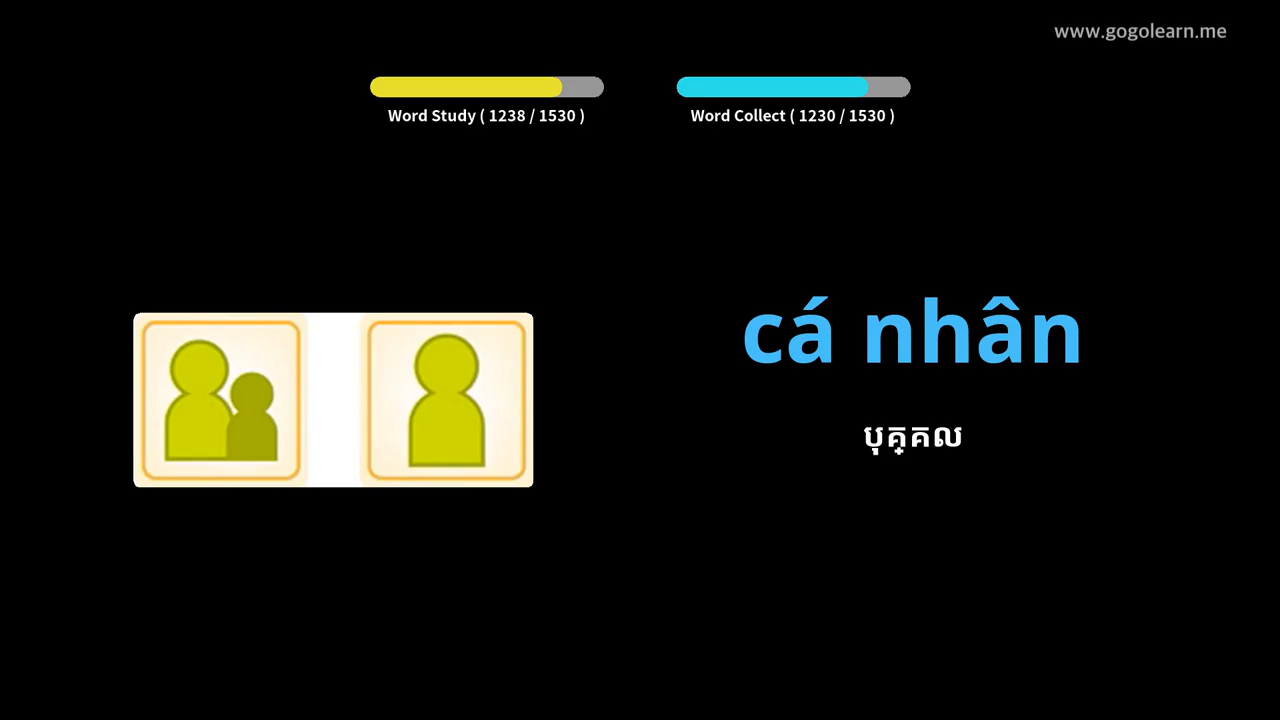 www.gogolearn.me
Word Study ( 1238 / 1530 )
Word Collect ( 1230 / 1530 )
cá nhân
បុគ្គល